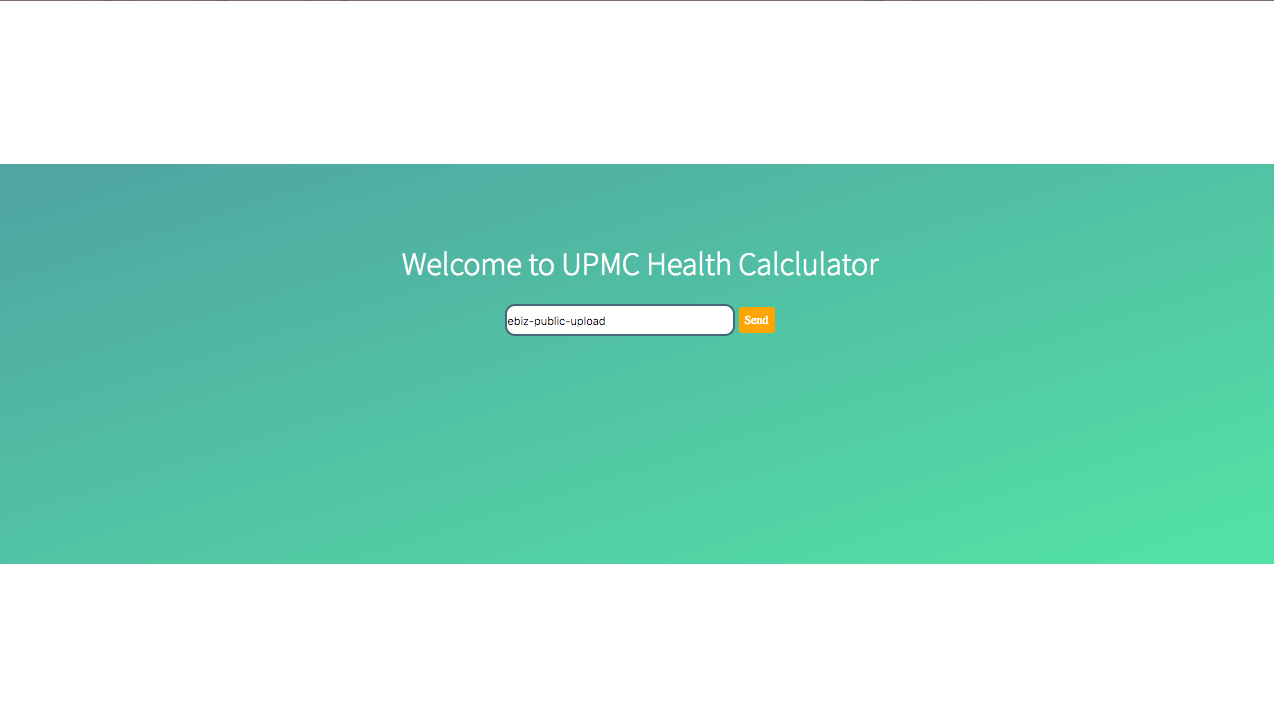 Welcome to UPMC Health Calclulator
ebiz-public-upload Send